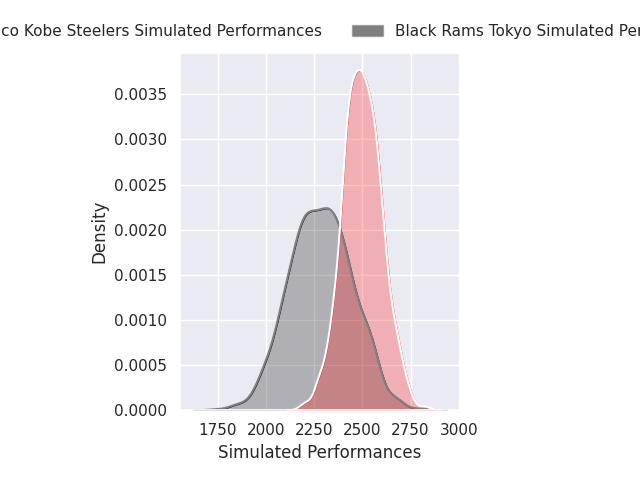 co Kobe Steelers Simulated Performances
Black Rams Tokyo Simulated Per
0.0035
0.0030
0.0025
0.0020
0.0015
0.0010
0.0005
0.0000
Density
1750 2000 2250 2500 2750 3000
Simulated Performances